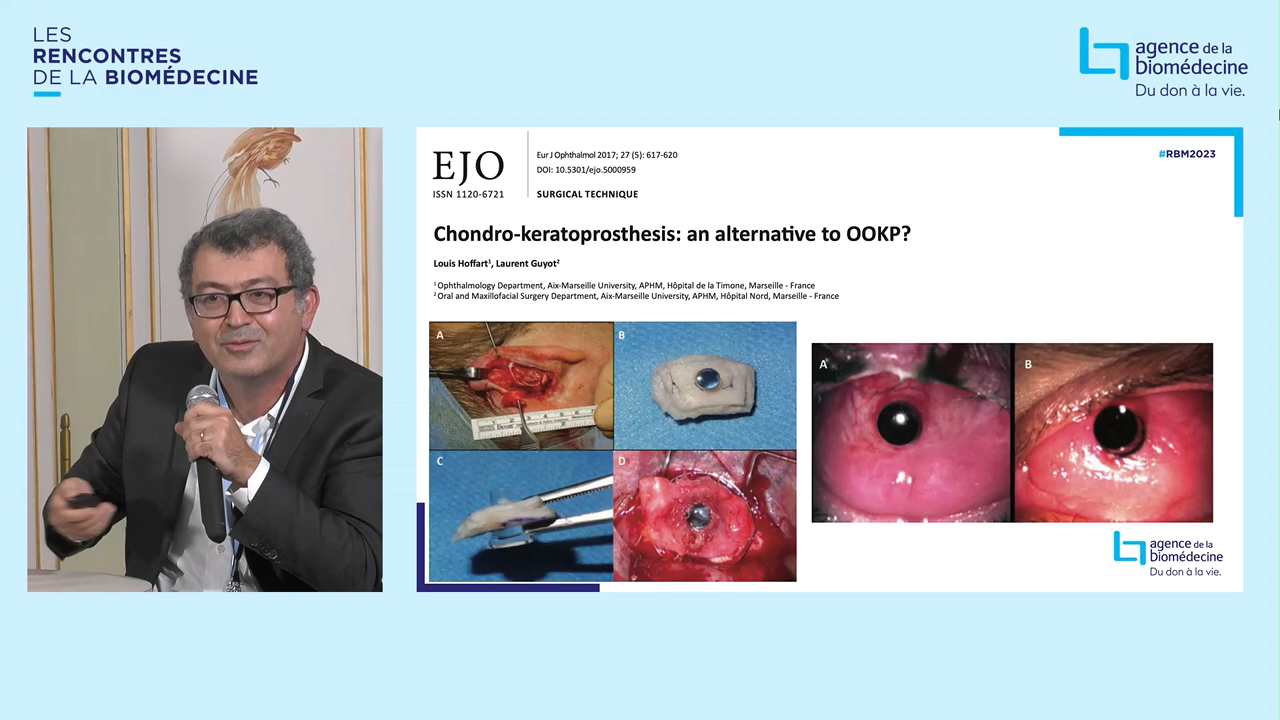 LES
RENCONTRES
DE LA BIOMÉDECINE
agence de la
biomédecine
Du don à la vie.
EJO
ISSN 1120-6721
Eur J Ophthalmol 2017; 27 (5): 617-620
DOI: 10.5301/ejo.5000959
SURGICAL TECHNIQUE
#RBM2023
Chondro-keratoprosthesis: an alternative to OOKP?
Louis Hoffart¹, Laurent Guyot²
¹ Ophthalmology Department, Aix-Marseille University, APHM, Hôpital de la Timone, Marseille - France
² Oral and Maxillofacial Surgery Department, Aix-Marseille University, APHM, Hôpital Nord, Marseille - France
A
B
C
D
A
B
agence de la
biomédecine
Du don à la vie.